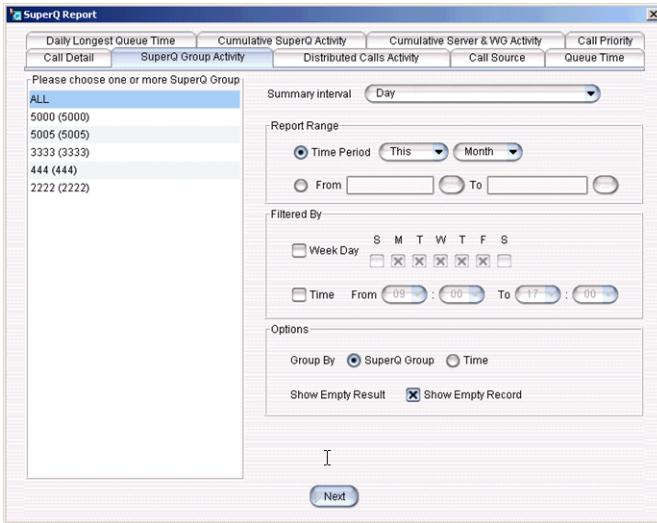 SuperQ Report
Daily Longest Queue Time Cumulative SuperQ Activity Cumulative Server & WG Activity Call Priority
Call Detail SuperQ Group Activity Distributed Calls Activity Call Source Queue Time
Please choose one or more SuperQ Group
ALL
5000 (5000)
5005 (5005)
3333 (3333)
444 (444)
2222 (2222)
Summary interval Day
Report Range
Time Period This Month
From To
Filtered By
S M T W T F S
Week Day
Time From 09 : 00 To 17 : 00
Options
Group By SuperQ Group Time
Show Empty Result Show Empty Record
Next